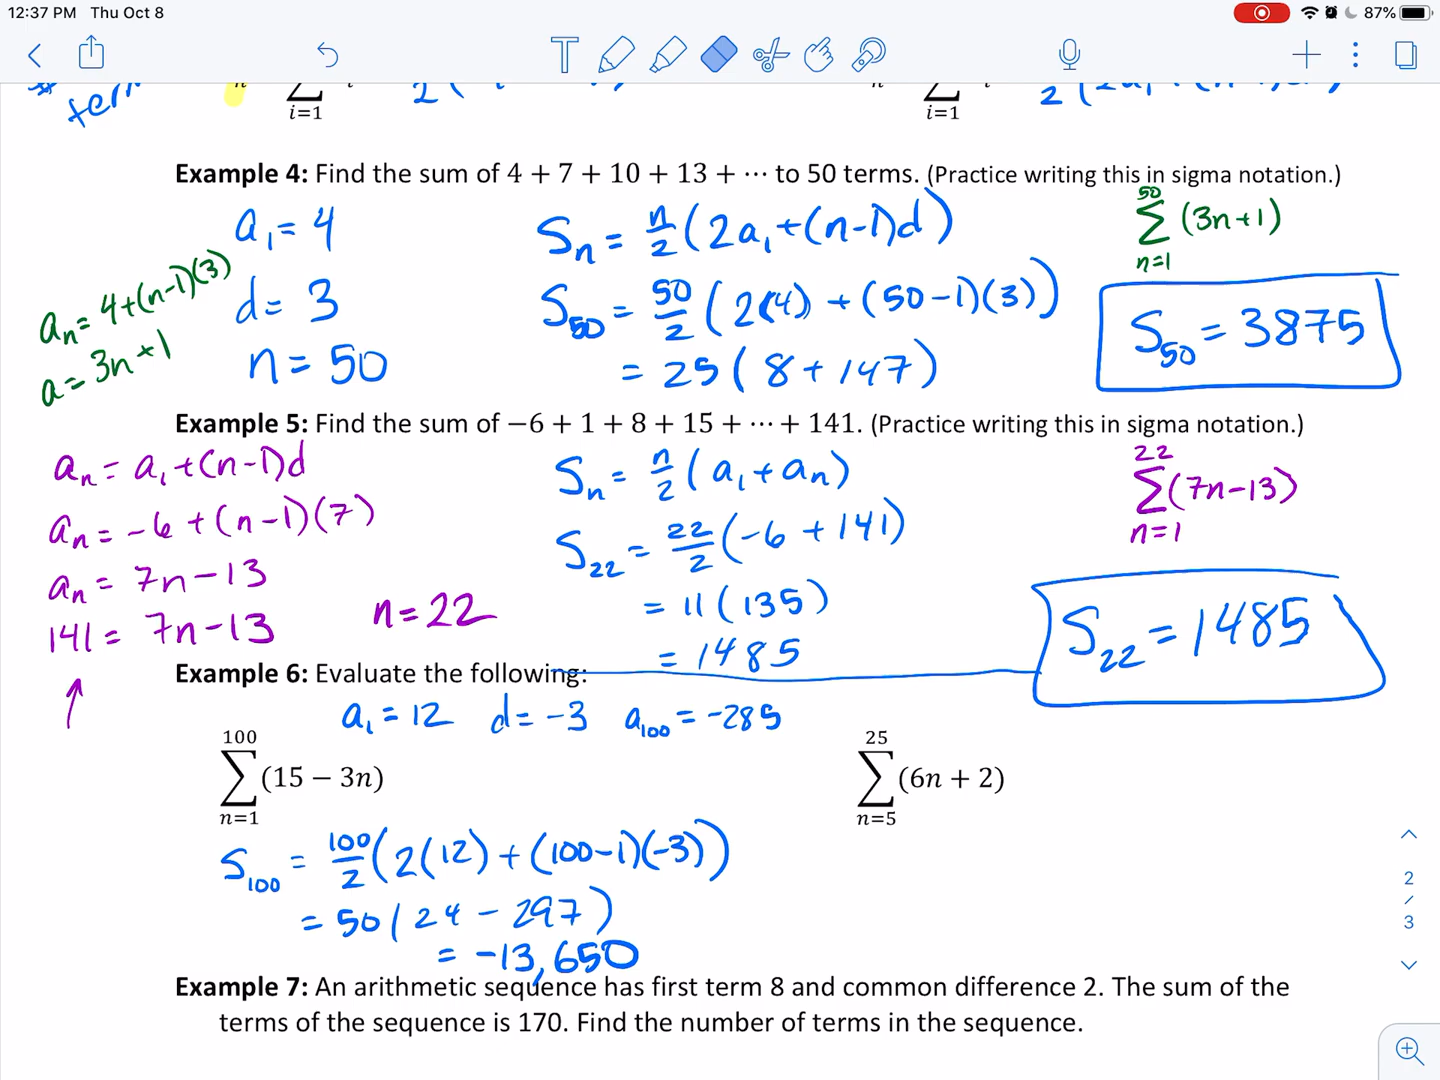 12:37 PM Thu Oct 8 87%
T
term
i=1 i=1
Example 4: Find the sum of 4 + 7 + 10 + 13 + ⋯ to 50 terms. (Practice writing this in sigma notation.)
a₁ = 4
d = 3
n = 50
aₙ = 4+(n-1)(3)
a = 3n+1
Sₙ = n/2 (2a₁+(n-1)d)
S₅₀ = 50/2 (2(4) + (50-1)(3))
= 25(8+147)
50
∑(3n+1)
n=1
S₅₀ = 3875
Example 5: Find the sum of −6 + 1 + 8 + 15 + ⋯ + 141. (Practice writing this in sigma notation.)
aₙ = a₁+(n-1)d
aₙ = -6+(n-1)(7)
aₙ = 7n-13
141 = 7n-13
n=22
Sₙ = n/2 (a₁+aₙ)
S₂₂ = 22/2 (-6 + 141)
= 11(135)
= 1485
22
∑(7n-13)
n=1
S₂₂ = 1485
Example 6: Evaluate the following:
a₁ = 12 d = -3 a₁₀₀ = -285
100
∑(15 − 3n)
n=1
25
∑(6n + 2)
n=5
S₁₀₀ = 100/2 (2(12)+(100-1)(-3))
= 50(24 - 297)
= -13,650
Example 7: An arithmetic sequence has first term 8 and common difference 2. The sum of the
terms of the sequence is 170. Find the number of terms in the sequence.
2
/
3